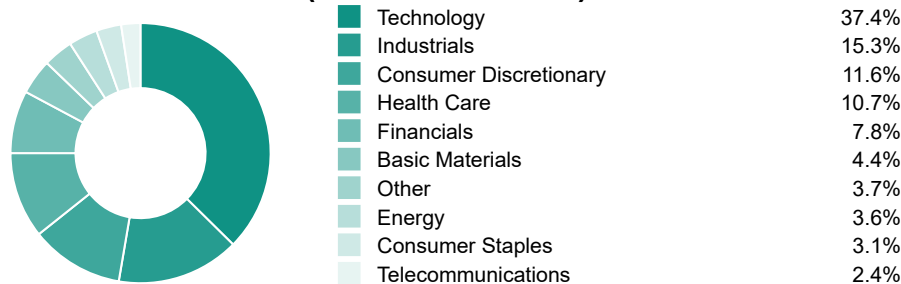 Technology 37.4%
Industrials 15.3%
Consumer Discretionary 11.6%
Health Care 10.7%
Financials 7.8%
Basic Materials 4.4%
Other 3.7%
Energy 3.6%
Consumer Staples 3.1%
Telecommunications 2.4%